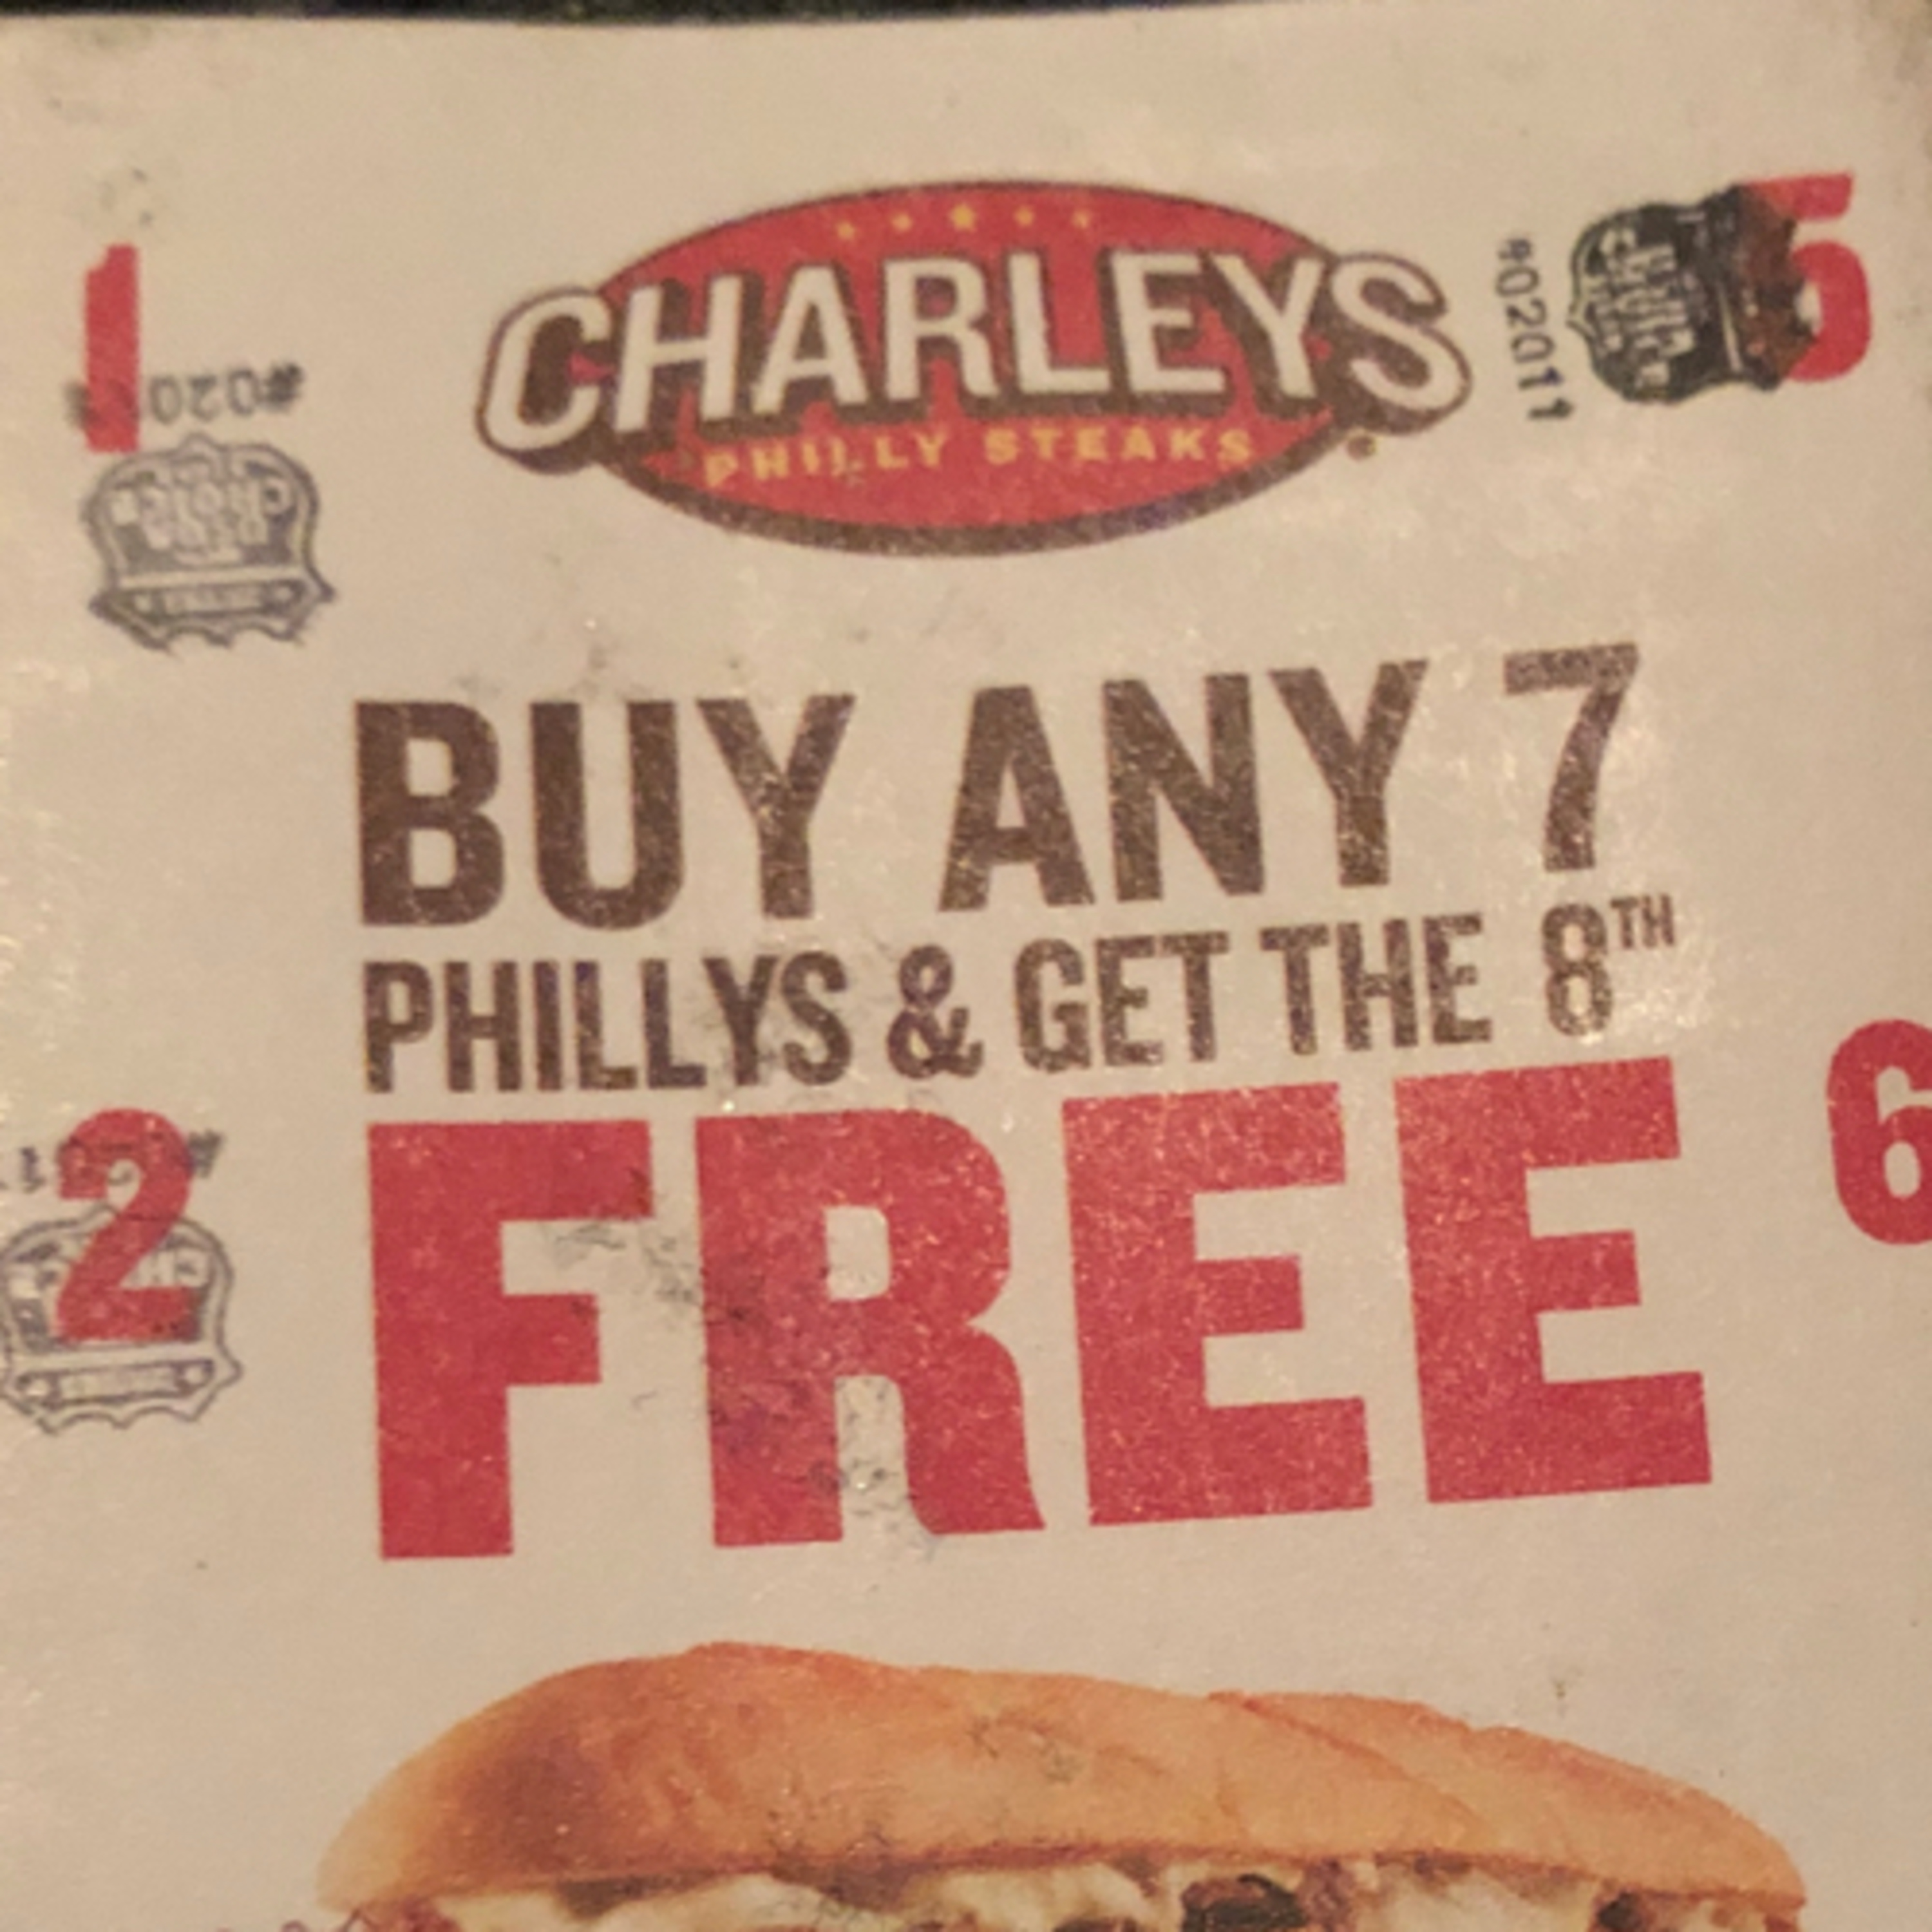 1
CHARLEYS
PHILLY STEAKS
#02011
5
BUY ANY 7
PHILLYS & GET THE 8TH
FREE
2
6